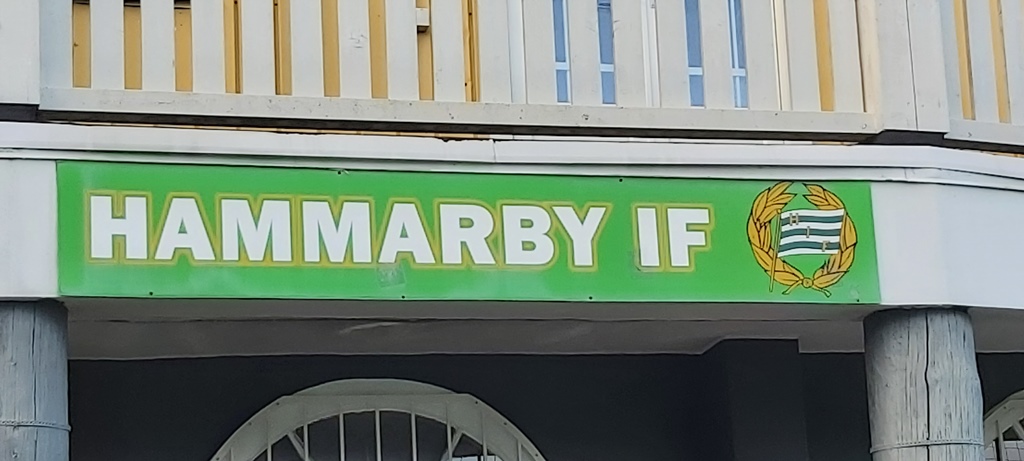 HAMMARBY IF
H I F